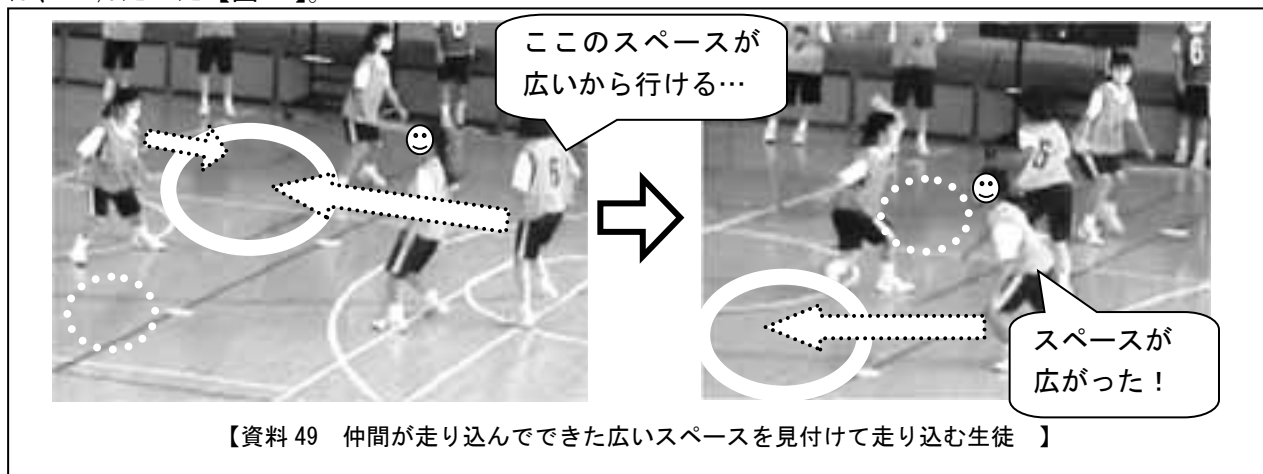 ここのスペースが
広いから行ける…
スペースが
広がった！
【資料 49　仲間が走り込んでできた広いスペースを見付けて走り込む生徒　】